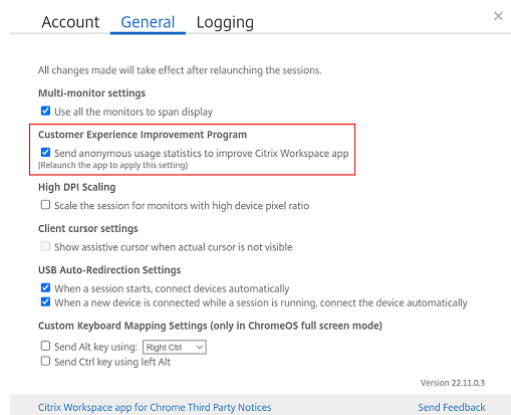 Account General Logging
All changes made will take effect after relaunching the sessions.
Multi-monitor settings
Use all the monitors to span display
Customer Experience Improvement Program
Send anonymous usage statistics to improve Citrix Workspace app
(Relaunch the app to apply this setting)
High DPI Scaling
Scale the session for monitors with high device pixel ratio
Client cursor settings
Show assistive cursor when actual cursor is not visible
USB Auto-Redirection Settings
When a session starts, connect devices automatically
When a new device is connected while a session is running, connect the device automatically
Custom Keyboard Mapping Settings (only in ChromeOS full screen mode)
Send Alt key using: Right Ctrl
Send Ctrl key using left Alt
Version 22.11.0.3
Citrix Workspace app for Chrome Third Party Notices Send Feedback